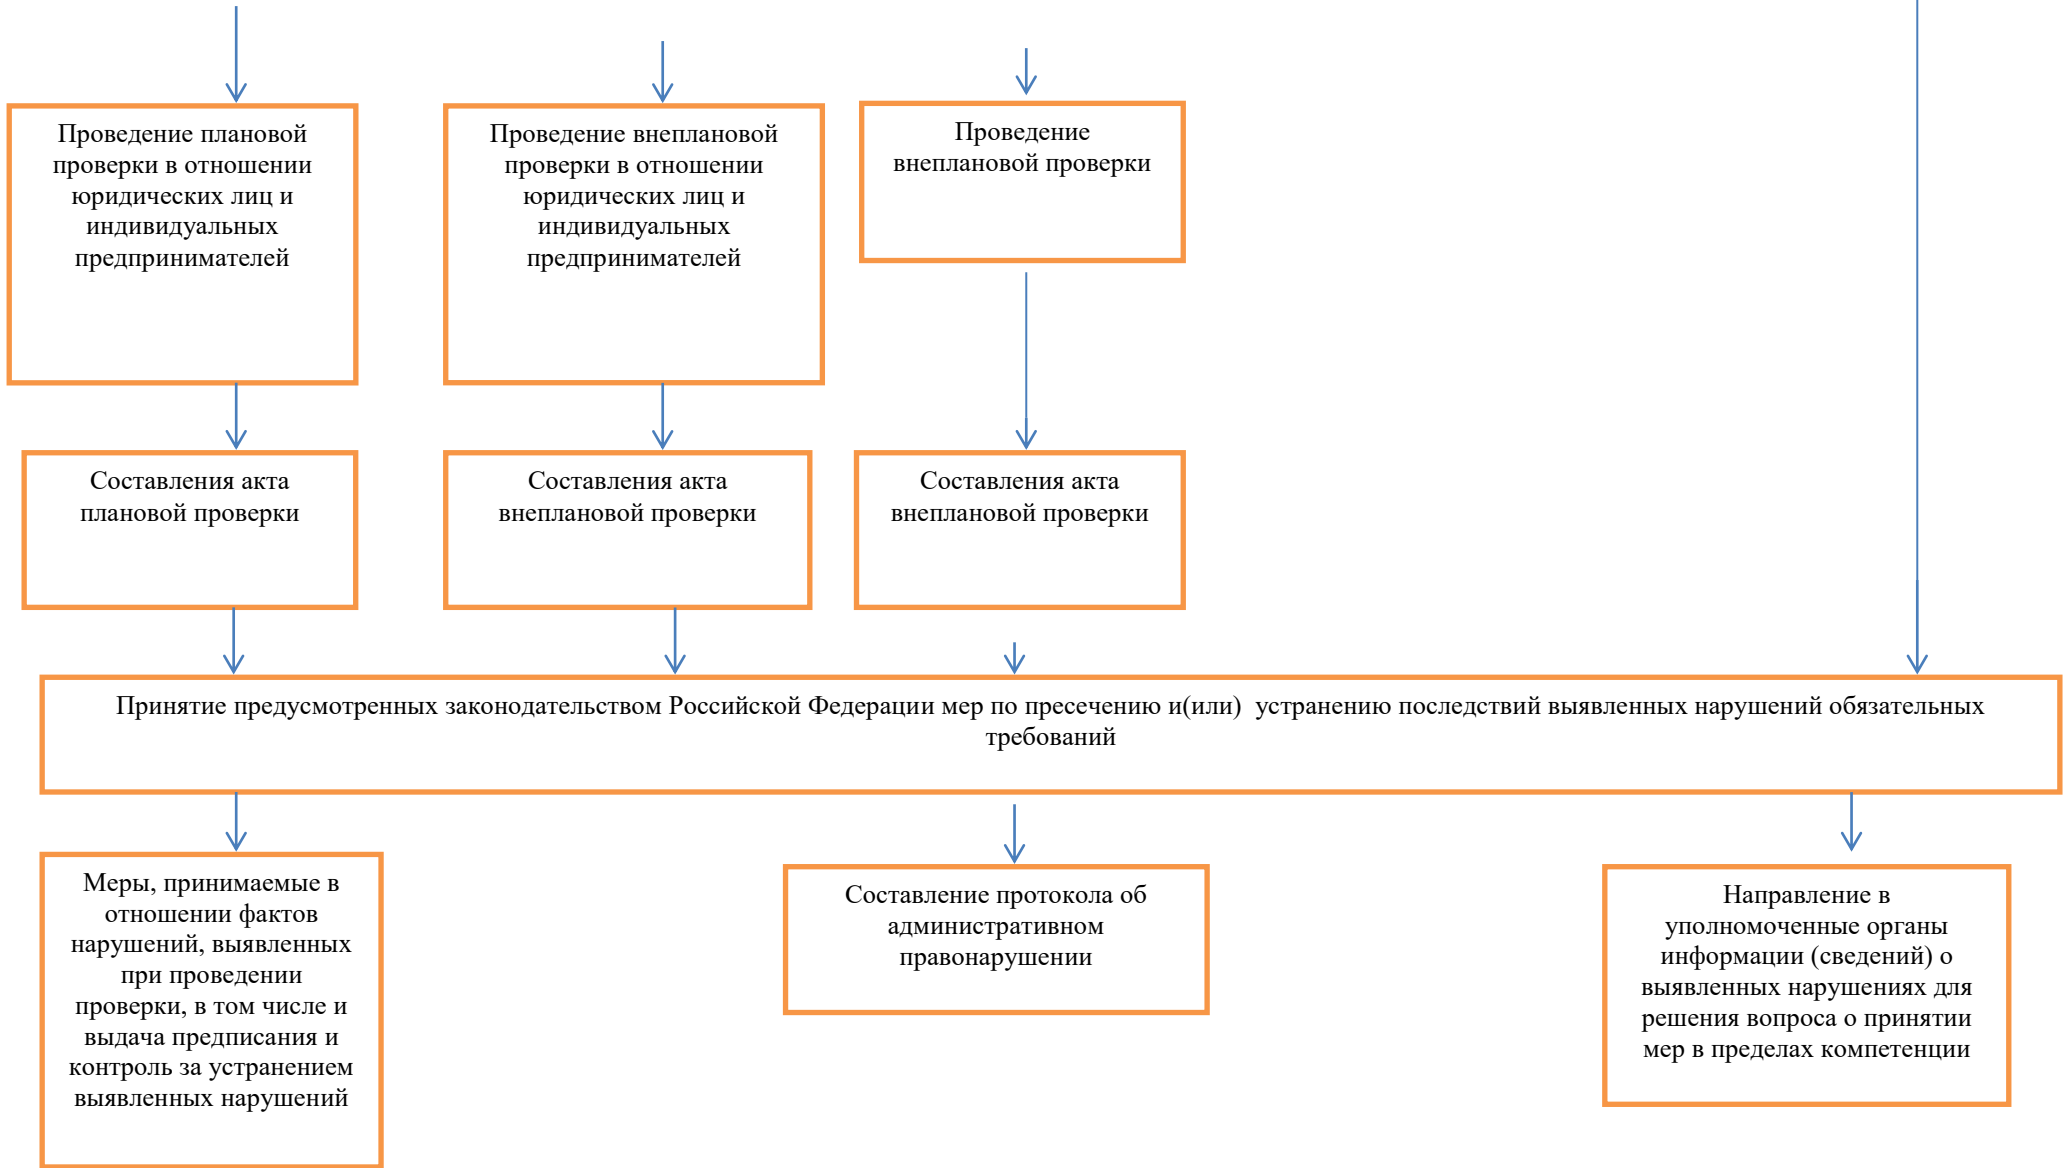 Проведение плановой
проверки в отношении
юридических лиц и
индивидуальных
предпринимателей
Проведение внеплановой
проверки в отношении
юридических лиц и
индивидуальных
предпринимателей
Проведение
внеплановой проверки
Составления акта
плановой проверки
Составления акта
внеплановой проверки
Составления акта
внеплановой проверки
Принятие предусмотренных законодательством Российской Федерации мер по пресечению и(или)  устранению последствий выявленных нарушений обязательных
требований
Меры, принимаемые в
отношении фактов
нарушений, выявленных
при проведении
проверки, в том числе и
выдача предписания и
контроль за устранением
выявленных нарушений
Составление протокола об
административном
правонарушении
Направление в
уполномоченные органы
информации (сведений) о
выявленных нарушениях для
решения вопроса о принятии
мер в пределах компетенции